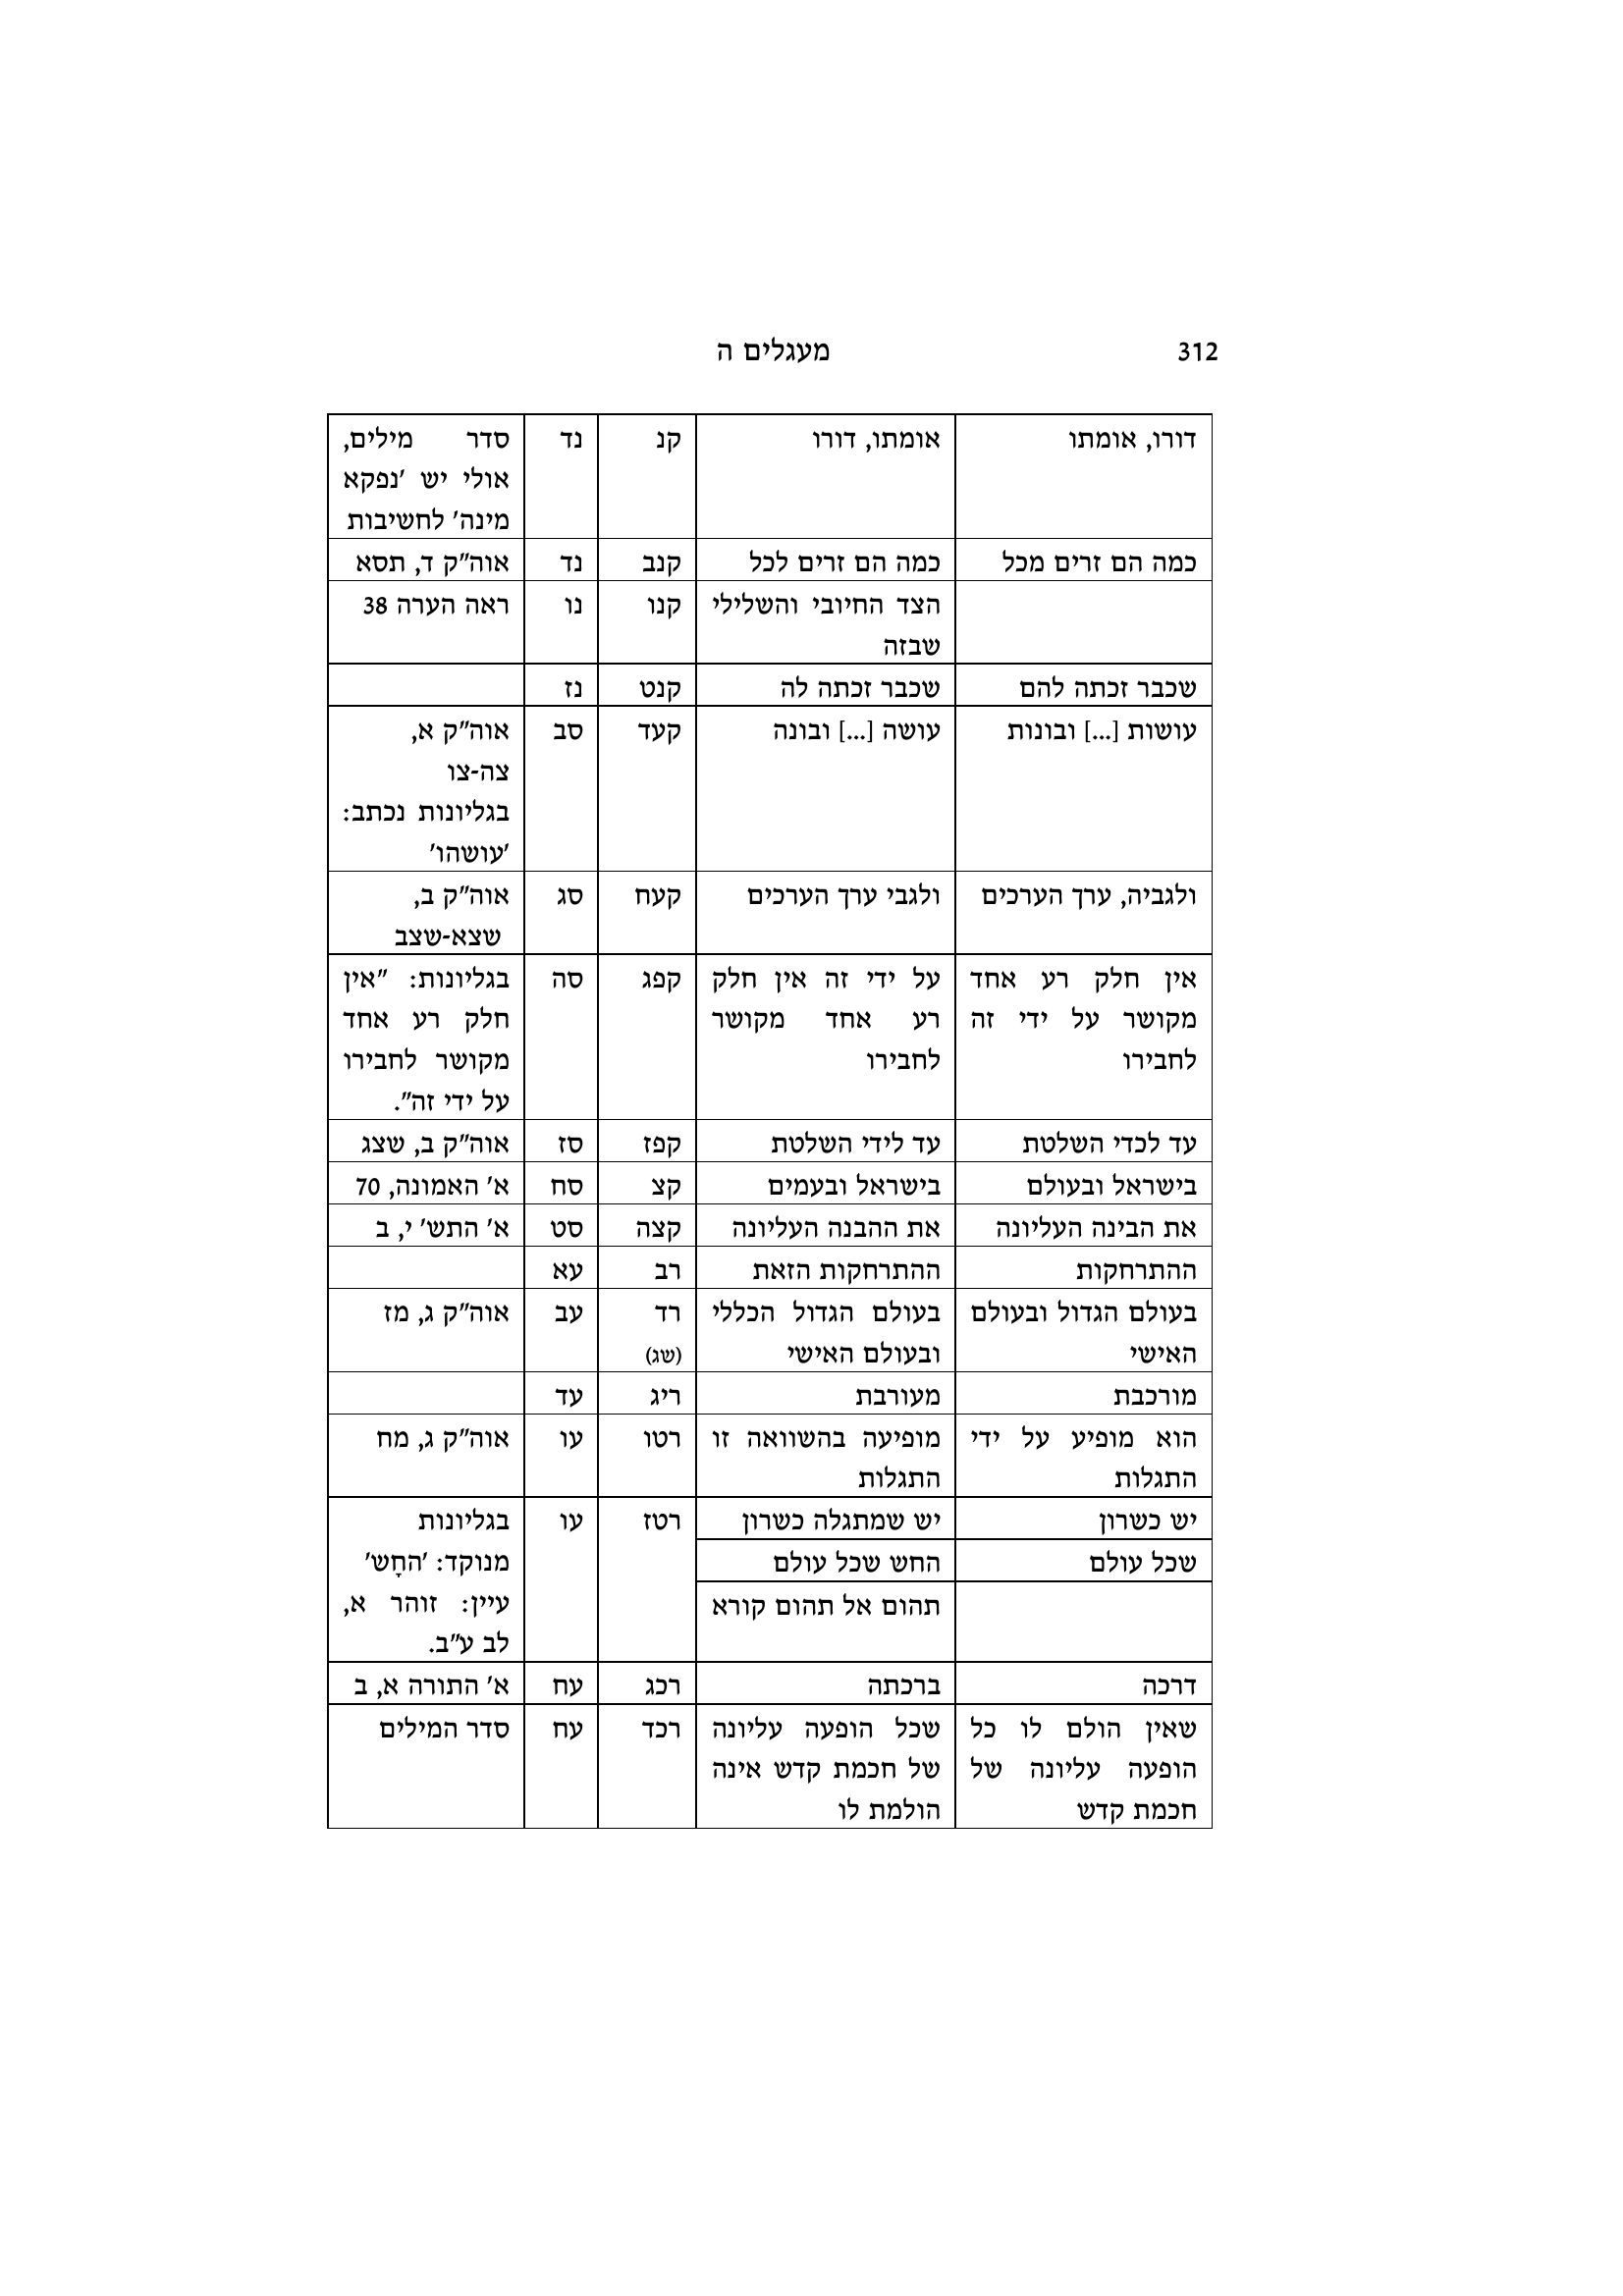 312 מעגלים ה
דורו, אומתו
אומתו, דורו
קנ
נד
סדר מילים,
אולי יש 'נפקא
מינה' לחשיבות
כמה הם זרים מכל
כמה הם זרים לכל
קנב
נד
אוה"ק ד, תסא
הצד החיובי והשלילי
שבזה
קנו
נו
ראה הערה 38
שכבר זכתה להם
שכבר זכתה לה
קנט
נז
עושות [...] ובונות
עושה [...] ובונה
קעד
סב
אוה"ק א,
צה-צו
בגליונות נכתב:
'עושהו'
ולגביה, ערך הערכים
ולגבי ערך הערכים
קעח
סג
אוה"ק ב,
שצא-שצב
אין חלק רע אחד
מקושר על ידי זה
לחבירו
על ידי זה אין חלק
רע אחד מקושר
לחבירו
קפג
סה
בגליונות: "אין
חלק רע אחד
מקושר לחבירו
על ידי זה".
עד לכדי השלטת
עד לידי השלטת
קפז
סז
אוה"ק ב, שצג
בישראל ובעולם
בישראל ובעמים
קצ
סח
א' האמונה, 70
את הבינה העליונה
את ההבנה העליונה
קצה
סט
א' התש' י, ב
ההתרחקות
ההתרחקות הזאת
רב
עא
בעולם הגדול ובעולם
האישי
בעולם הגדול הכללי
ובעולם האישי
רד
(שג)
עב
אוה"ק ג, מז
מורכבת
מעורבת
ריג
עד
הוא מופיע על ידי
התגלות
מופיעה בהשוואה זו
התגלות
רטו
עו
אוה"ק ג, מח
יש כשרון
יש שמתגלה כשרון
רטז
עו
בגליונות
מנוקד: 'החָש'
עיין: זוהר א,
לב ע"ב.
שכל עולם
החש שכל עולם
תהום אל תהום קורא
דרכה
ברכתה
רכג
עח
א' התורה א, ב
שאין הולם לו כל
הופעה עליונה של
חכמת קדש
שכל הופעה עליונה
של חכמת קדש אינה
הולמת לו
רכד
עח
סדר המילים